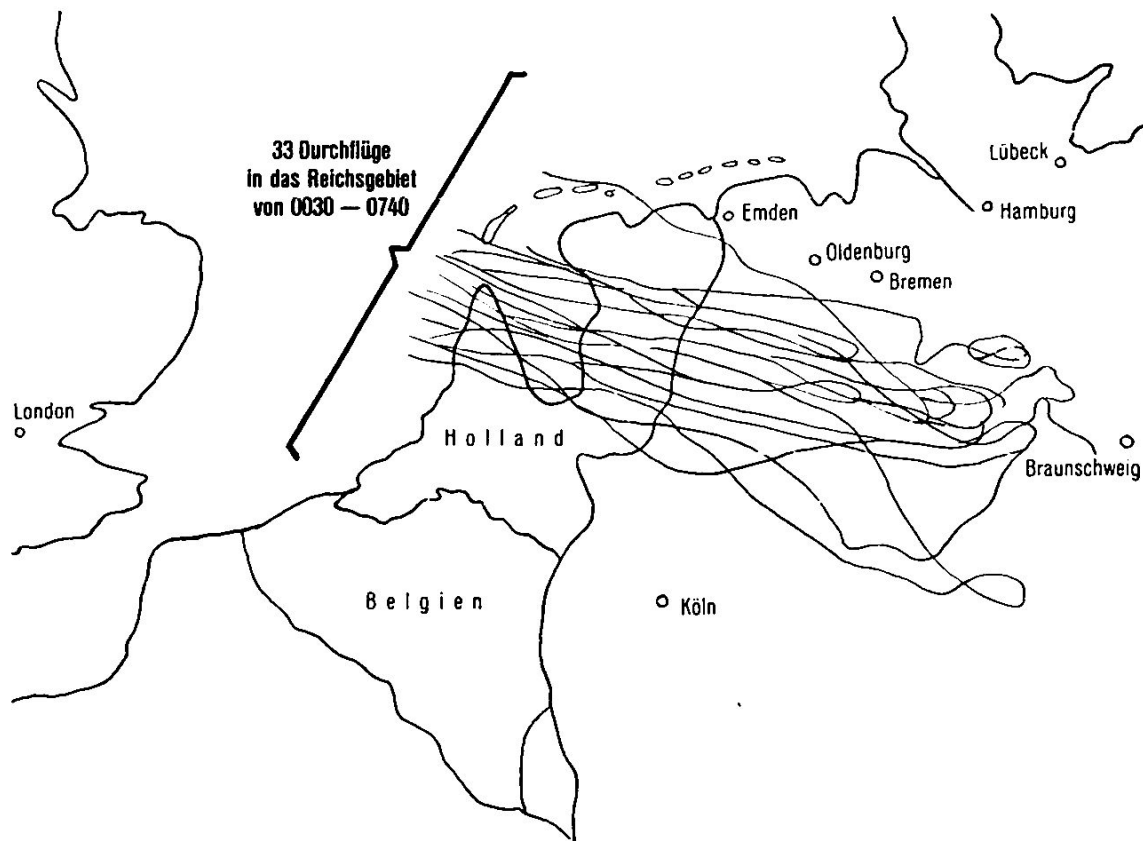 33 Durchflüge
in das Reichsgebiet
von 0030 — 0740
Lübeck
Hamburg
Emden
Oldenburg
Bremen
London
Holland
Braunschweig
Belgien
Köln